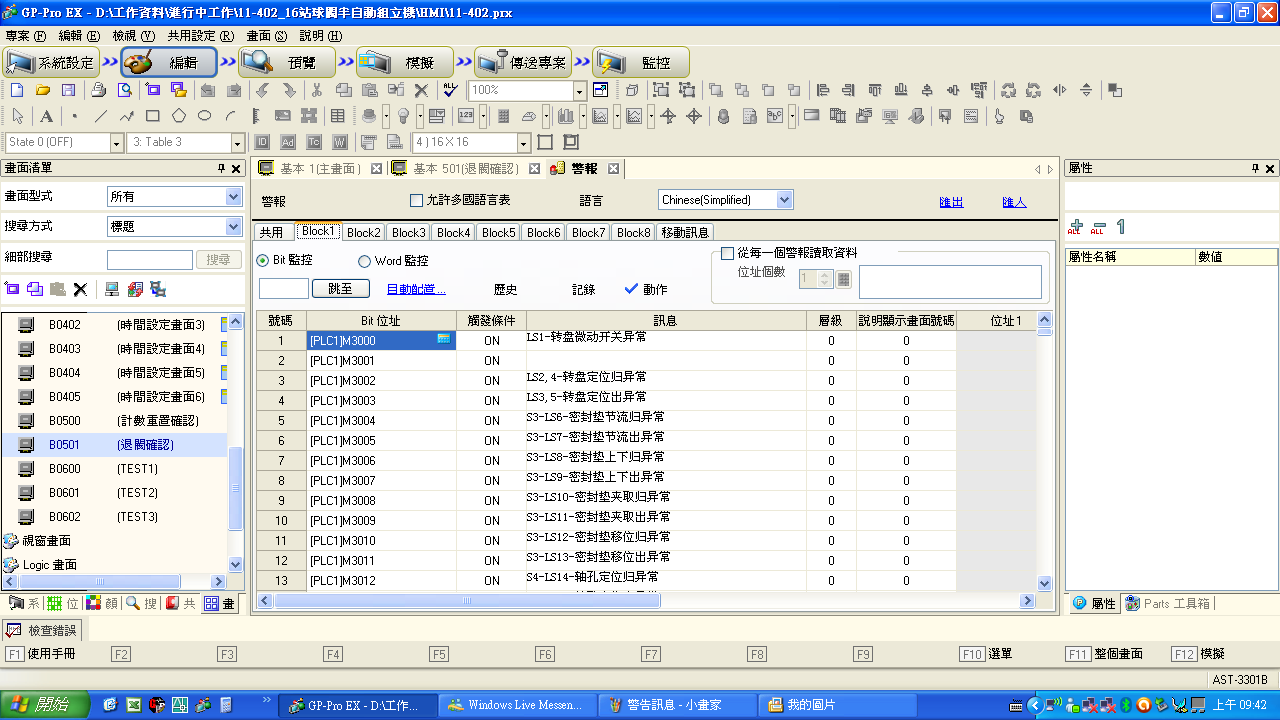 GP-Pro EX - D:\工作資料\進行中工作\11-402_16站球閥半自動組立機\HMI\11-402.prx
專案 (F) 編輯 (E) 檢視 (Y) 共用設定 (R) 畫面 (S) 說明 (H)
系統設定 編輯 預覽 模擬 傳送專案 監控
100%
State 0 (OFF) 3: Table 3 ID Ad Tc W 4 ) 16 X 16
畫面清單
基本 1(主畫面) 基本 501(退閥確認) 警報
屬性
畫面型式 所有
搜尋方式 標題
細部搜尋 搜尋
警報 允許多國語言表 語言 Chinese(Simplified) 匯出 匯入
共用 Block1 Block2 Block3 Block4 Block5 Block6 Block7 Block8 移動訊息
Bit 監控 Word 監控
從每一個警報讀取資料
位址個數 1
跳至 自動配置... 歷史 記錄 動作
ALL ALL 1
屬性名稱 數值
B0402 (時間設定畫面3)
B0403 (時間設定畫面4)
B0404 (時間設定畫面5)
B0405 (時間設定畫面6)
B0500 (計數重置確認)
B0501 (退閥確認)
B0600 (TEST1)
B0601 (TEST2)
B0602 (TEST3)
視窗畫面
Logic 畫面
號碼 Bit 位址 觸發條件 訊息 層級 說明顯示畫面號碼 位址 1
1 [PLC1]M3000 ON LS1-转盘微动开关异常 0 0
2 [PLC1]M3001 ON 0 0
3 [PLC1]M3002 ON LS2,4-转盘定位归异常 0 0
4 [PLC1]M3003 ON LS3,5-转盘定位出异常 0 0
5 [PLC1]M3004 ON S3-LS6-密封垫节流归异常 0 0
6 [PLC1]M3005 ON S3-LS7-密封垫节流出异常 0 0
7 [PLC1]M3006 ON S3-LS8-密封垫上下归异常 0 0
8 [PLC1]M3007 ON S3-LS9-密封垫上下出异常 0 0
9 [PLC1]M3008 ON S3-LS10-密封垫夹取归异常 0 0
10 [PLC1]M3009 ON S3-LS11-密封垫夹取出异常 0 0
11 [PLC1]M3010 ON S3-LS12-密封垫移位归异常 0 0
12 [PLC1]M3011 ON S3-LS13-密封垫移位出异常 0 0
13 [PLC1]M3012 ON S4-LS14-轴孔定位归异常 0 0
系 位 顏 搜 共 畫
屬性 Parts 工具箱
檢查錯誤
F1 使用手冊 F2 F3 F4 F5 F6 F7 F8 F9 F10 選單 F11 整個畫面 F12 模擬
AST-3301B
開始 GP-Pro EX - D:\工作... Windows Live Messen... 警告訊息 - 小畫家 我的圖片 上午 09:42